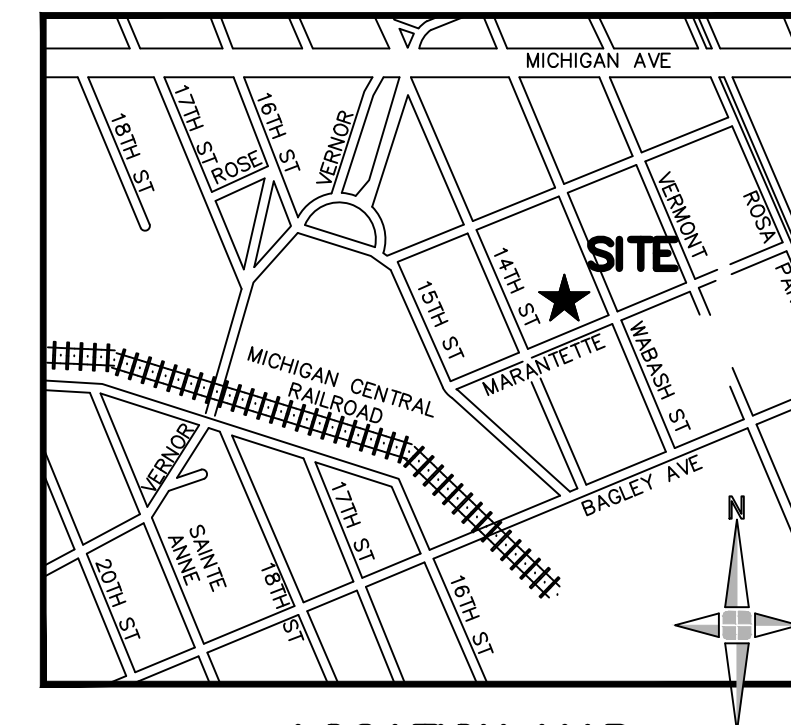 MICHIGAN AVE
18TH ST
17TH ST
16TH ST
VERNOR
ROSE
VERMONT
ROSA
SITE
14TH ST
15TH ST
MARANTETTE
WABASH ST
MICHIGAN CENTRAL
RAILROAD
VERNOR
BAGLEY AVE
17TH ST
N
SAINTE
ANNE
20TH ST
18TH ST
16TH ST